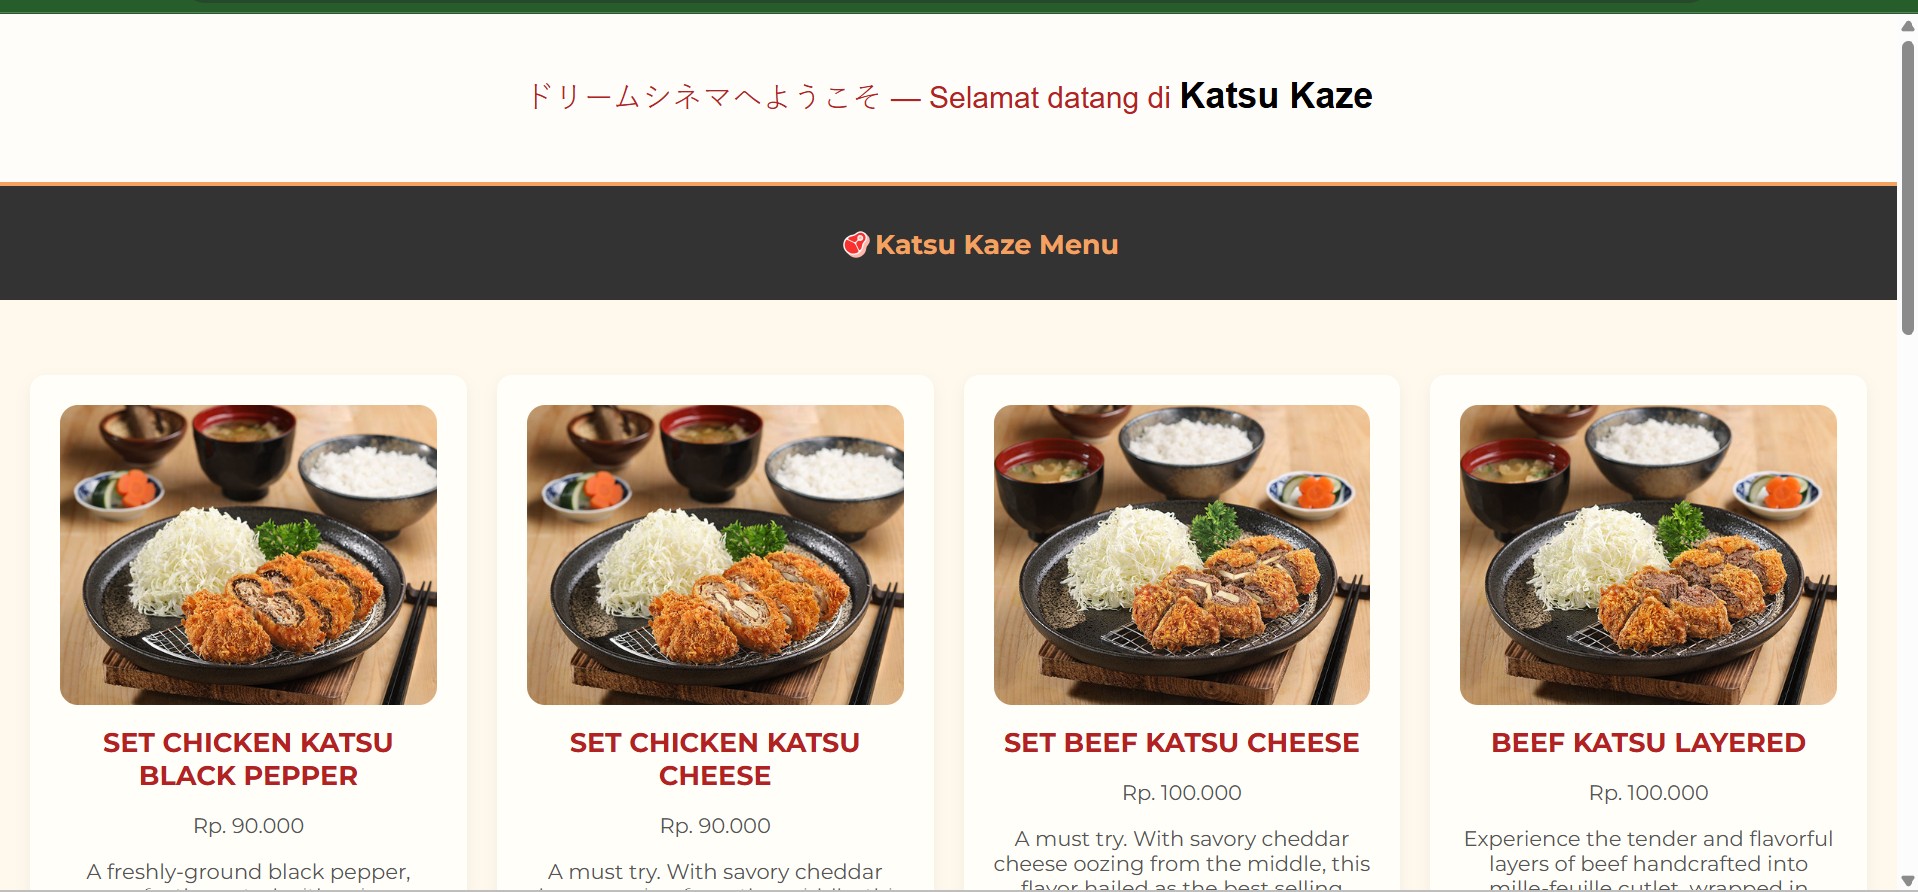 ドリームシネマへようこそ — Selamat datang di Katsu Kaze
Katsu Kaze Menu
SET CHICKEN KATSU
BLACK PEPPER
Rp. 90.000
A freshly-ground black pepper,
SET CHICKEN KATSU
CHEESE
Rp. 90.000
A must try. With savory cheddar
SET BEEF KATSU CHEESE
Rp. 100.000
A must try. With savory cheddar
cheese oozing from the middle, this
flavor hailed as the best selling
BEEF KATSU LAYERED
Rp. 100.000
Experience the tender and flavorful
layers of beef handcrafted into
mille-feuille cutlet, wrapped in